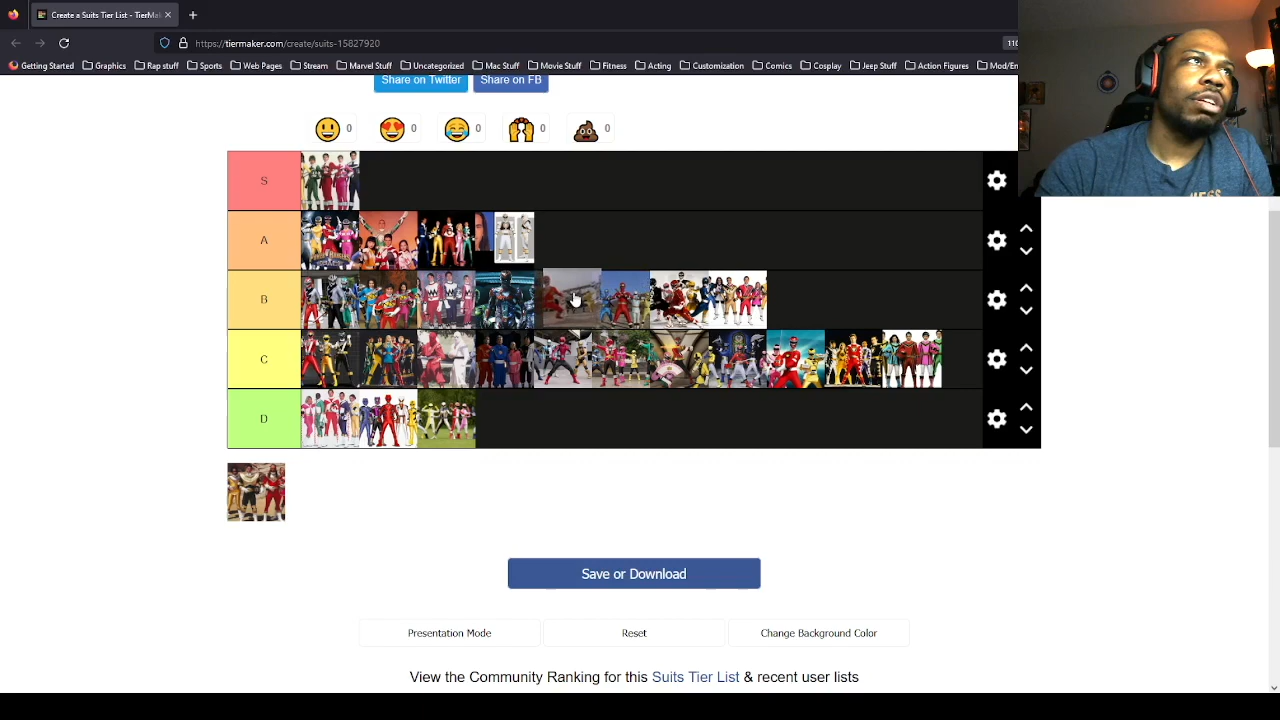 Create a Suits Tier List - TierMa
https://tiermaker.com/create/suits-15827920
110
Getting Started Graphics Rap stuff Sports Web Pages Stream Marvel Stuff Uncategorized Mac Stuff Movie Stuff Fitness Acting Customization Comics Cosplay Jeep Stuff Action Figures Mod/En
Share on Twitter Share on FB
0 0 0 0 0
S
A
B
C
D
Save or Download
Presentation Mode Reset Change Background Color
View the Community Ranking for this Suits Tier List & recent user lists